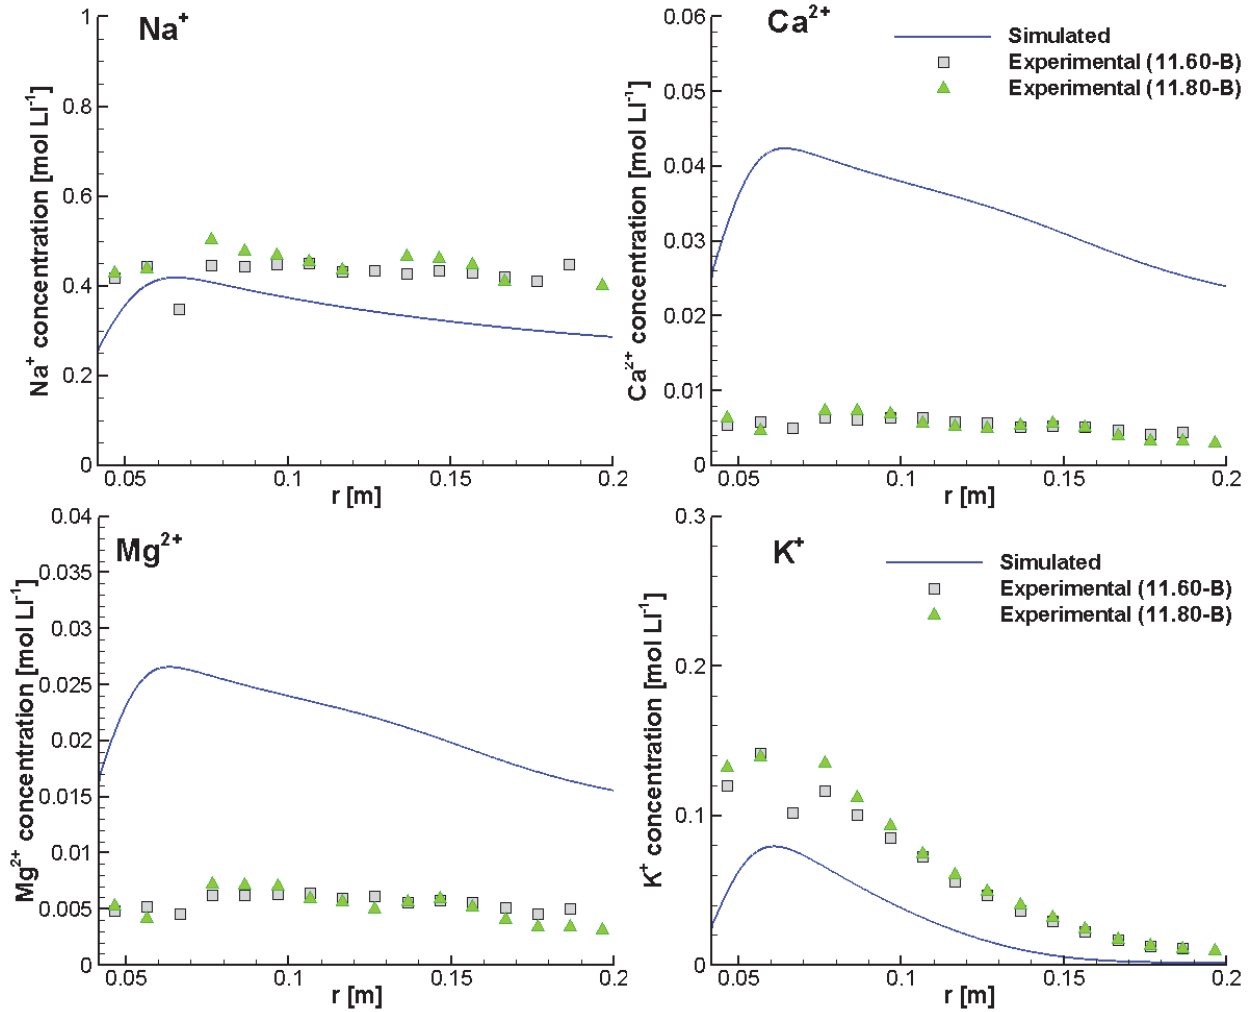 Na⁺
Na⁺ concentration [mol Ll⁻¹]
1
0.8
0.6
0.4
0.2
0
0.05
0.1
0.15
0.2
r [m]
Ca²⁺
Simulated
Experimental (11.60-B)
Experimental (11.80-B)
Ca²⁺ concentration [mol Ll⁻¹]
0.06
0.05
0.04
0.03
0.02
0.01
0
0.05
0.1
0.15
0.2
r [m]
Mg²⁺
Mg²⁺ concentration [mol Ll⁻¹]
0.04
0.035
0.03
0.025
0.02
0.015
0.01
0.005
0
0.05
0.1
0.15
0.2
r [m]
K⁺
Simulated
Experimental (11.60-B)
Experimental (11.80-B)
K⁺ concentration [mol Ll⁻¹]
0.3
0.2
0.1
0
0.05
0.1
0.15
0.2
r [m]